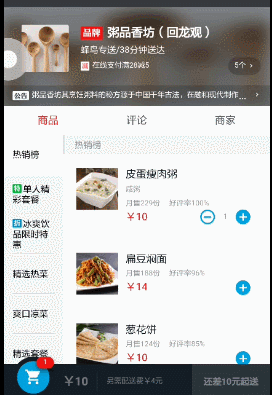 品牌 粥品香坊（回龙观）
蜂鸟专送/38分钟送达
减 在线支付满28减5
5个 >
公告 粥品香坊其烹饪粥料的秘方源于中国千年古法，在融和现代制作...
商品
评论
商家
热销榜
热销榜
特 单人精
彩套餐
皮蛋瘦肉粥
咸粥
月售229份 好评率100%
¥10
1
折 冰爽饮
品限时特
惠
扁豆焖面
月售188份 好评率96%
¥14
精选热菜
爽口凉菜
葱花饼
月售124份 好评率85%
¥10
精选套餐
1
¥10
另需配送费¥4元
还差10元起送